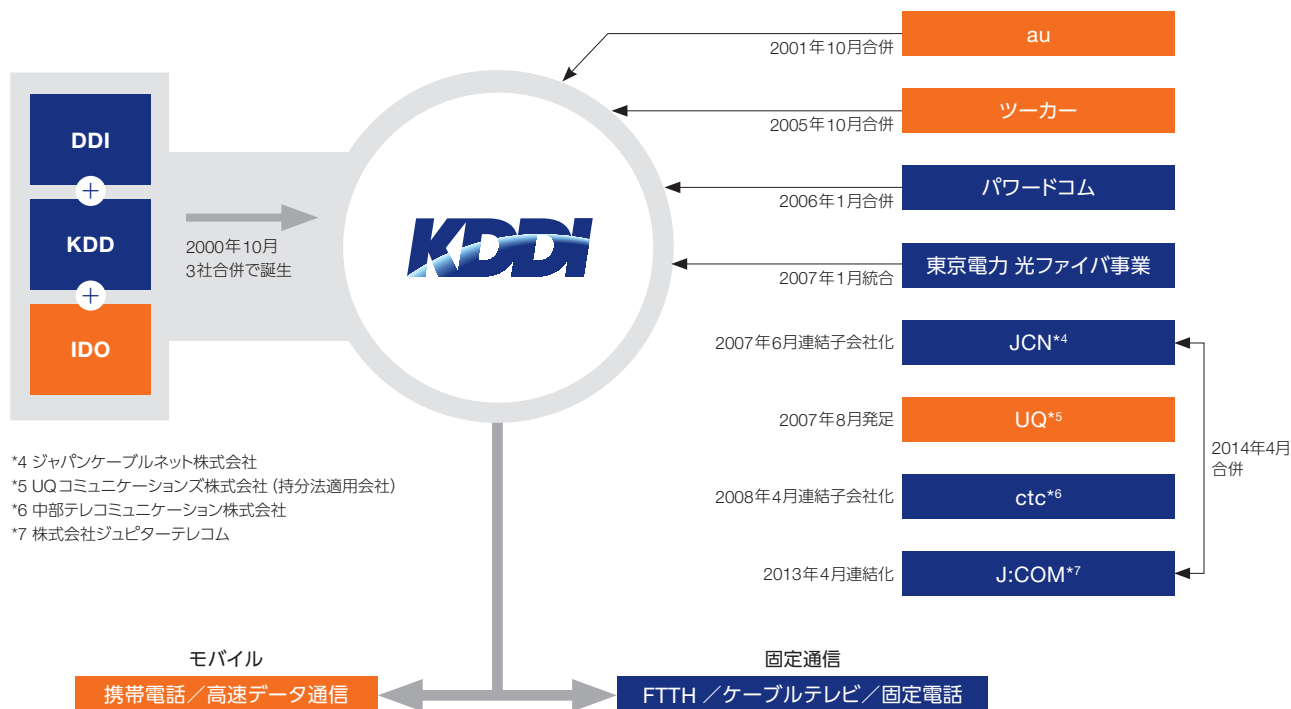 DDI
+
KDD
+
IDO
2000年10月
3社合併で誕生
KDDI
2001年10月合併
au
2005年10月合併
ツーカー
2006年1月合併
パワードコム
2007年1月統合
東京電力 光ファイバ事業
2007年6月連結子会社化
JCN*4
2007年8月発足
UQ*5
2008年4月連結子会社化
ctc*6
2013年4月連結化
J:COM*7
2014年4月
合併
*4 ジャパンケーブルネット株式会社
*5 UQコミュニケーションズ株式会社（持分法適用会社）
*6 中部テレコミュニケーション株式会社
*7 株式会社ジュピターテレコム
モバイル
携帯電話／高速データ通信
固定通信
FTTH ／ケーブルテレビ／固定電話